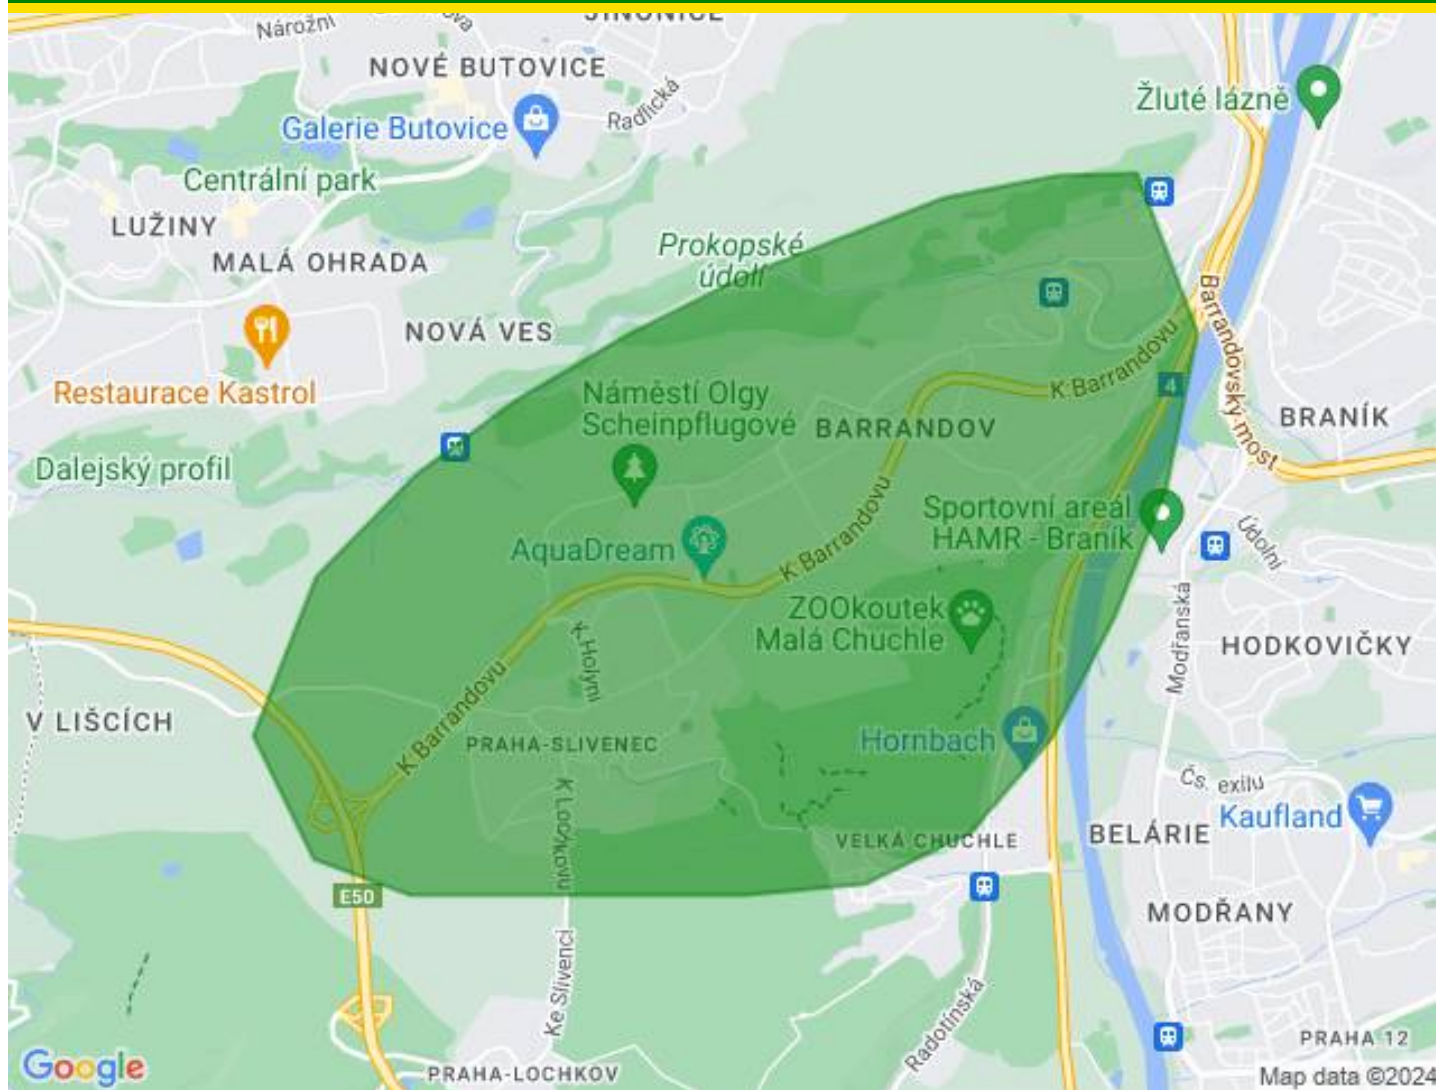 JINONICE
Nárožní
NOVÉ BUTOVICE
Žluté lázně
Radlická
Galerie Butovice
Centrální park
LUŽINY
Prokopské
údolí
MALÁ OHRADA
NOVÁ VES
Barrandovský most
K Barrandovu
Restaurace Kastrol
Náměstí Olgy
Scheinpflugové
4
BARRANDOV
BRANÍK
Dalejský profil
Sportovní areál
HAMR - Braník
K Barrandovu
Údolní
AquaDream
ZOOkoutek
Malá Chuchle
Modřanská
K Holyni
HODKOVIČKY
K Barrandovu
V LIŠCÍCH
PRAHA-SLIVENEC
Hornbach
Čs. exilu
Kaufland
K Lochkovu
VELKÁ CHUCHLE
BELÁRIE
E50
MODŘANY
Ke Slivenci
Radotínská
PRAHA 12
Google
PRAHA-LOCHKOV
Map data ©2024